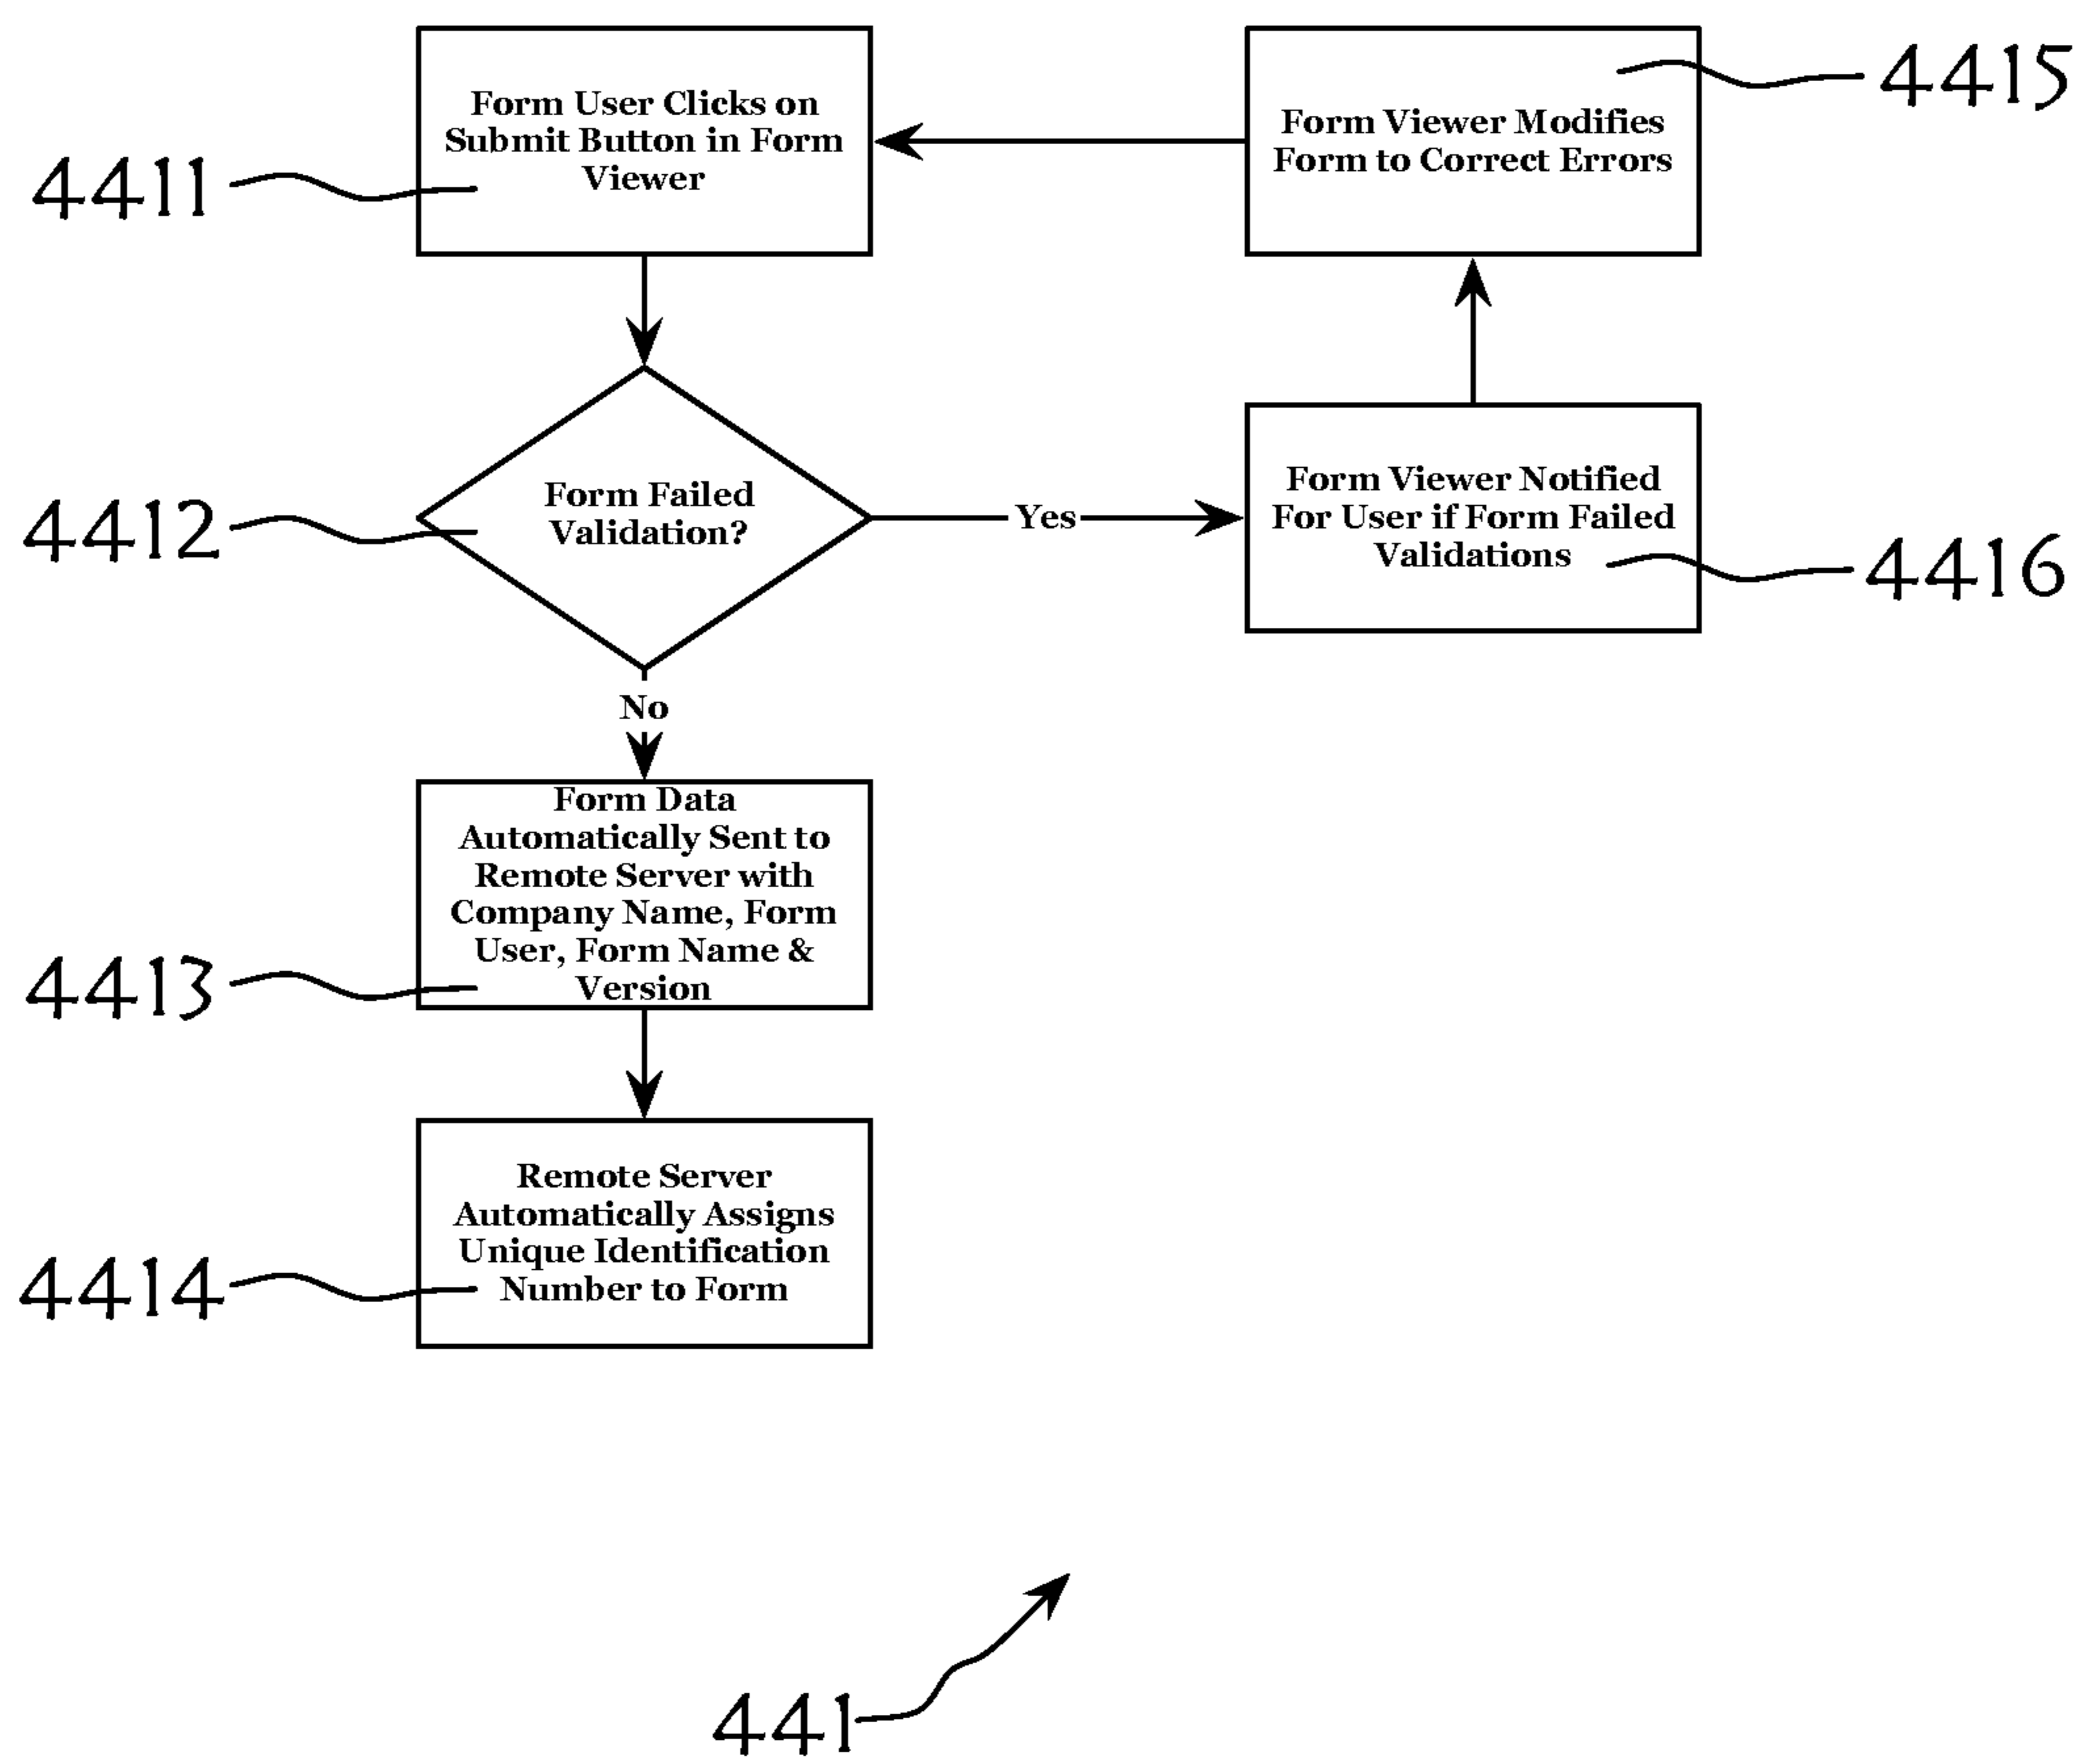 Form User Clicks on
Submit Button in Form
Viewer
4411
Form Viewer Modifies
Form to Correct Errors
4415
Form Failed
Validation?
4412
Yes
Form Viewer Notified
For User if Form Failed
Validations
4416
No
Form Data
Automatically Sent to
Remote Server with
Company Name, Form
User, Form Name &
Version
4413
Remote Server
Automatically Assigns
Unique Identification
Number to Form
4414
441